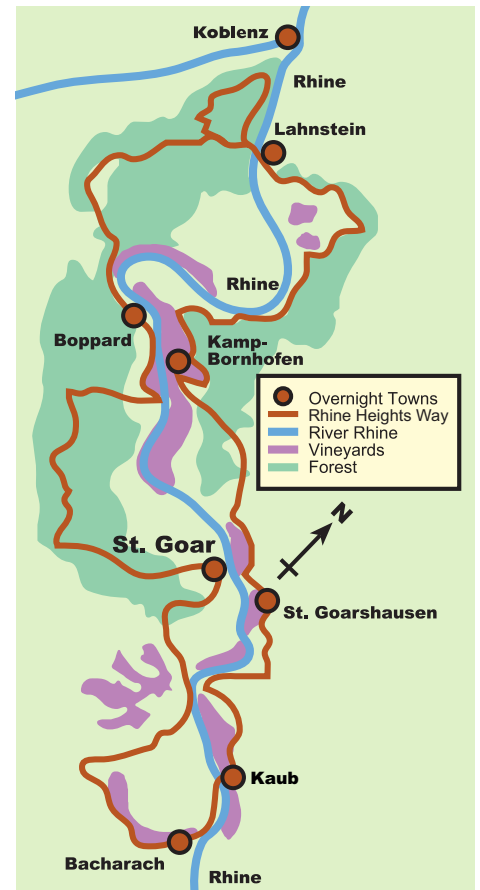 Koblenz
Rhine
Lahnstein
Rhine
Boppard
Kamp-
Bornhofen
Overnight Towns
Rhine Heights Way
River Rhine
Vineyards
Forest
N
St. Goar
St. Goarshausen
Kaub
Bacharach
Rhine